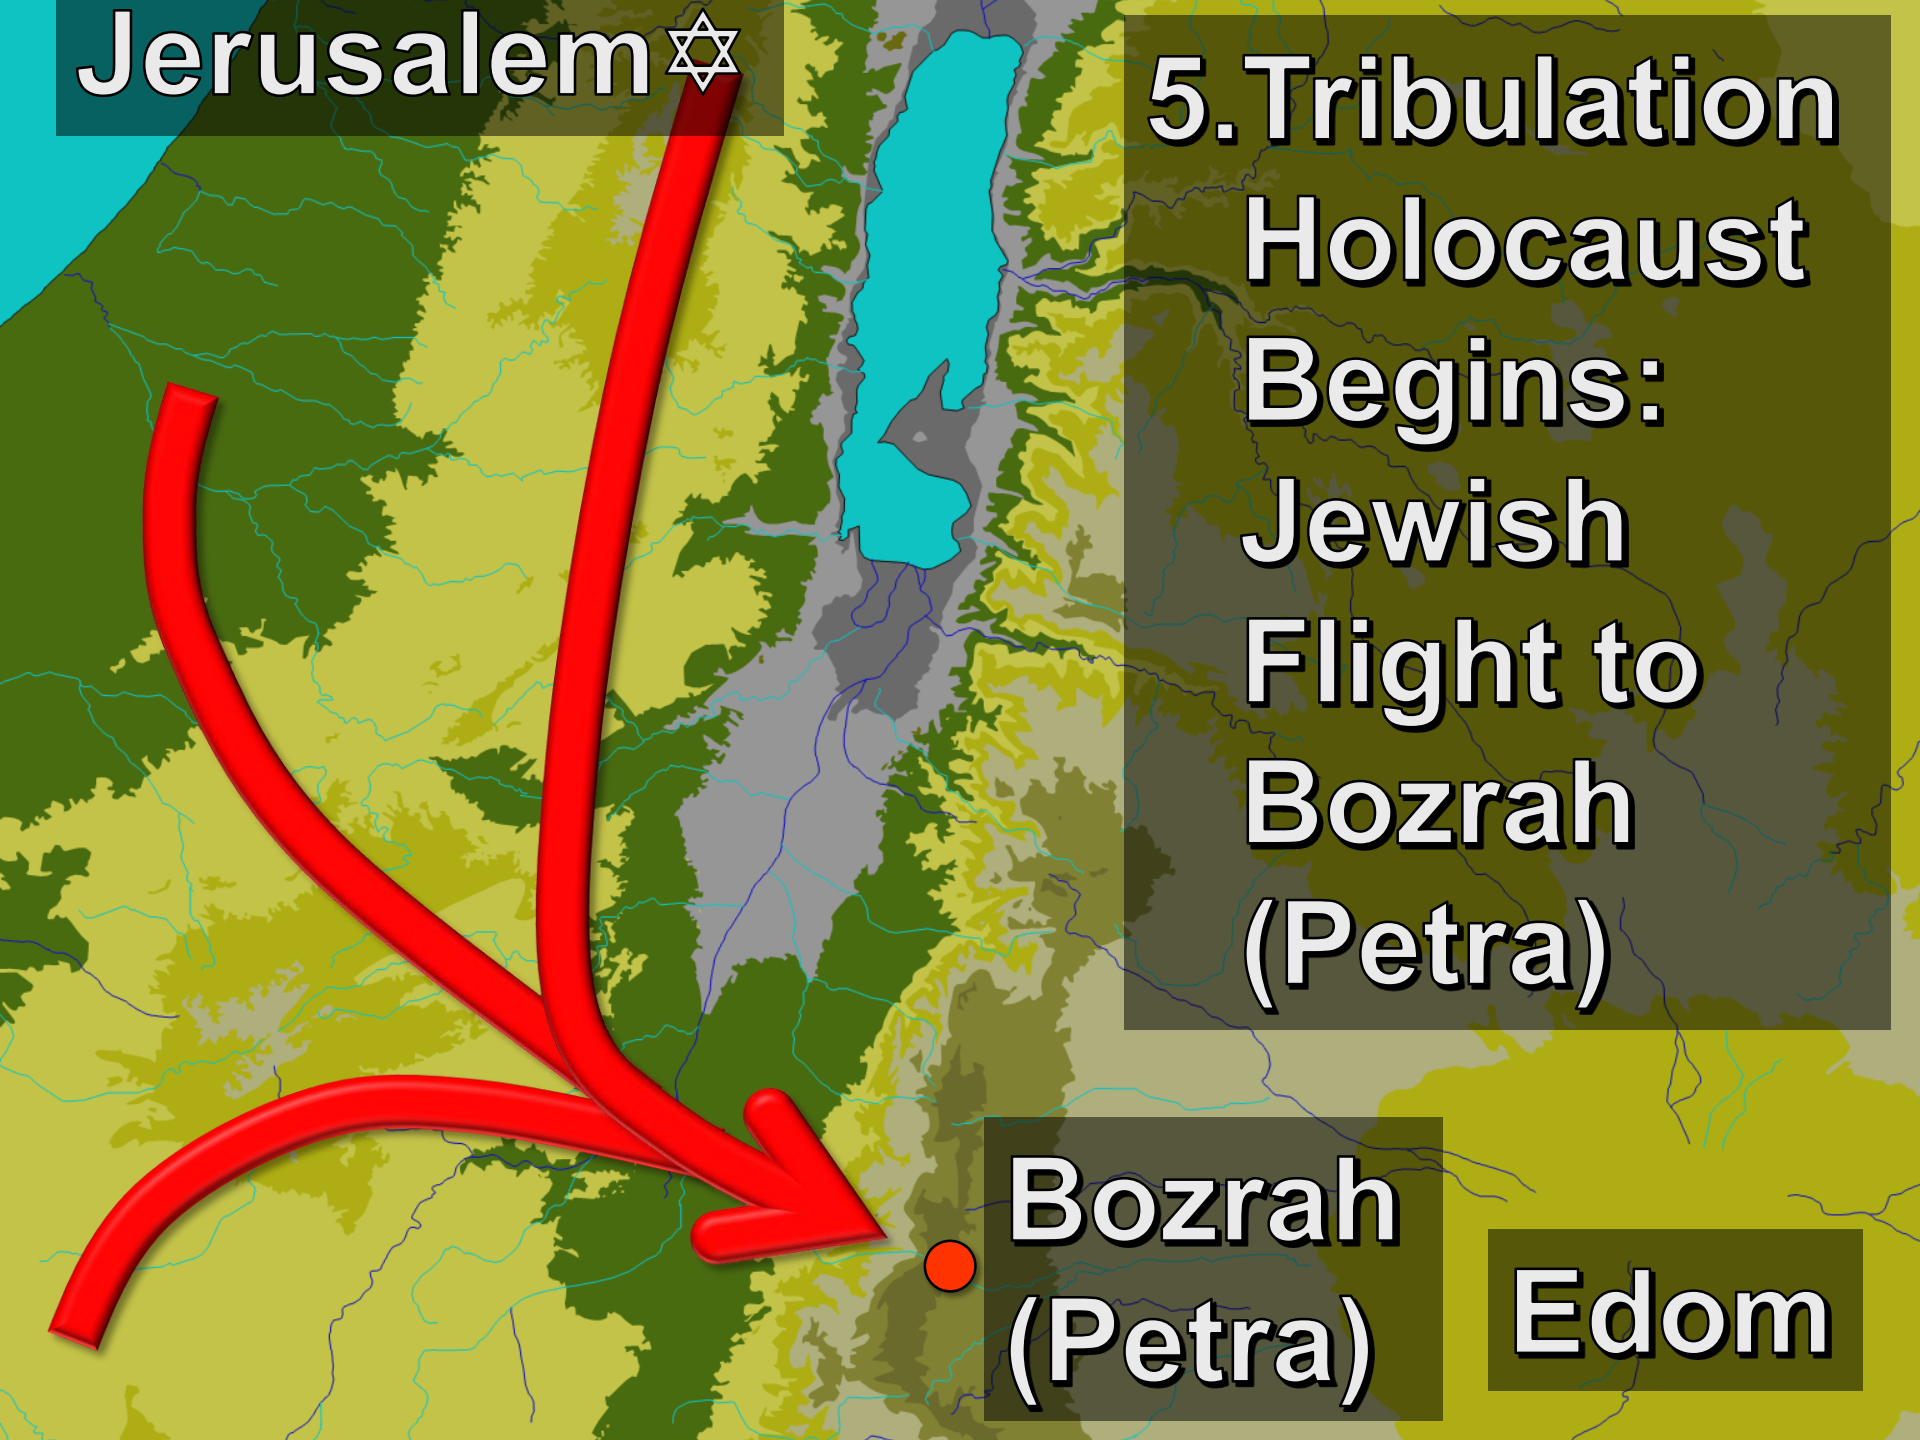 Jerusalem✡
5.Tribulation
Holocaust
Begins:
Jewish
Flight to
Bozrah
(Petra)
Bozrah
(Petra)
Edom